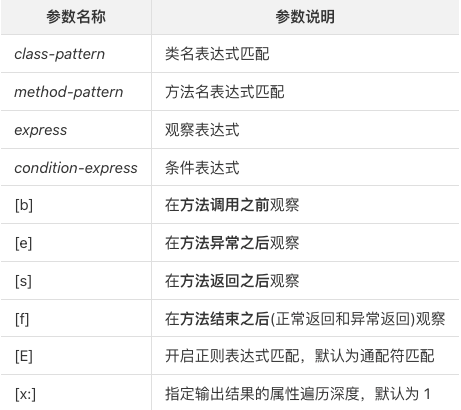 参数名称 参数说明
class-pattern 类名表达式匹配
method-pattern 方法名表达式匹配
express 观察表达式
condition-express 条件表达式
[b] 在方法调用之前观察
[e] 在方法异常之后观察
[s] 在方法返回之后观察
[f] 在方法结束之后(正常返回和异常返回)观察
[E] 开启正则表达式匹配，默认为通配符匹配
[x:] 指定输出结果的属性遍历深度，默认为 1